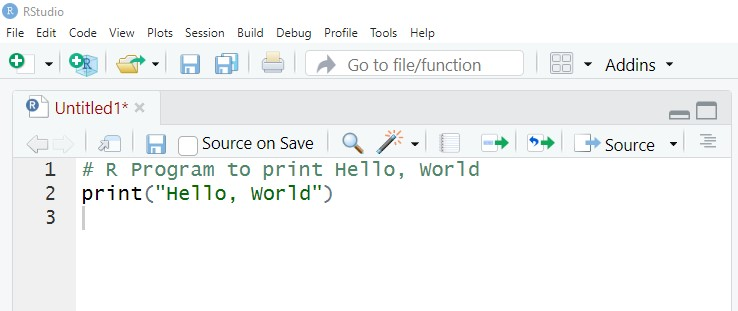 RStudio
File Edit Code View Plots Session Build Debug Profile Tools Help
Go to file/function Addins
Untitled1*
Source on Save Source
1 # R Program to print Hello, World
2 print("Hello, World")
3